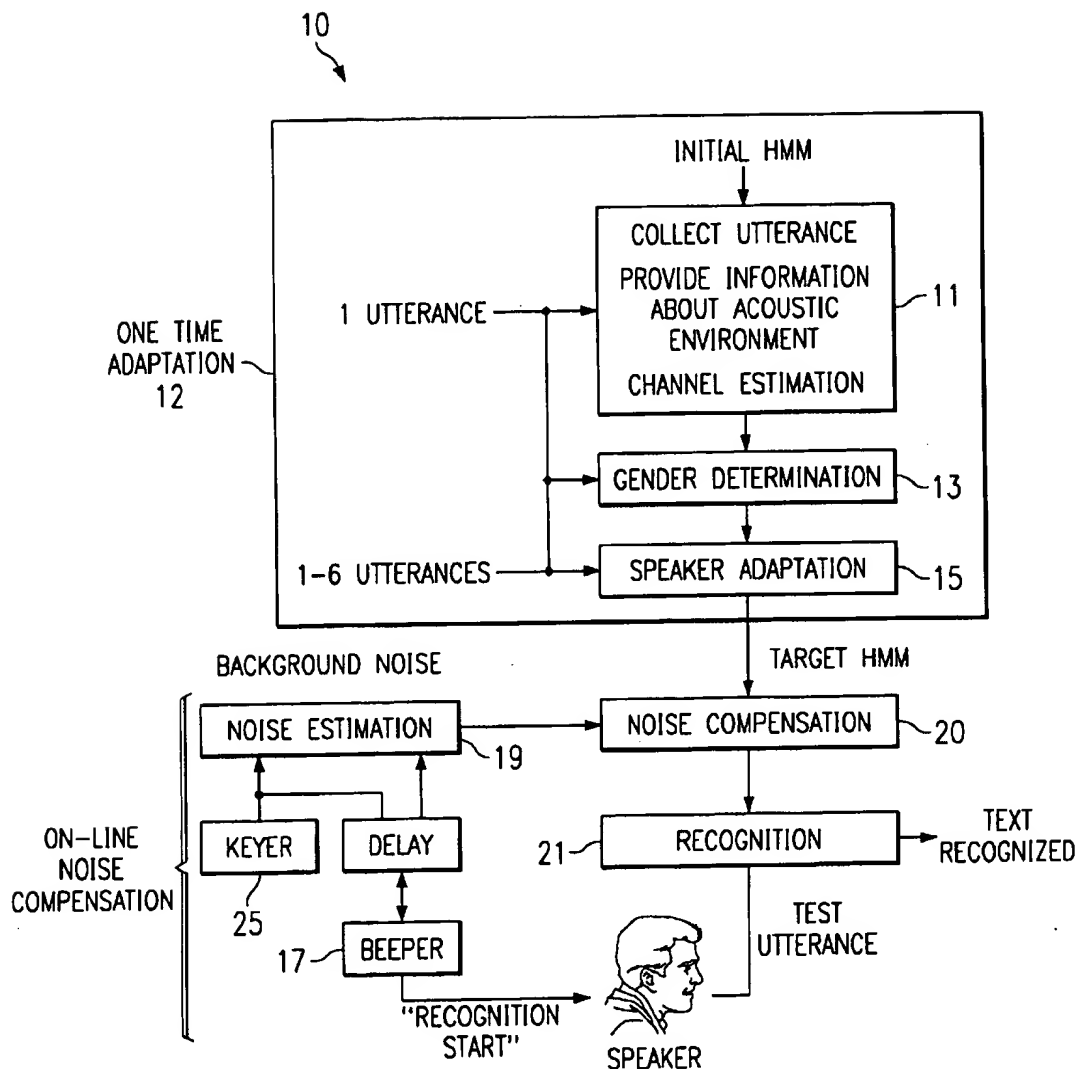 10
INITIAL HMM
COLLECT UTTERANCE
PROVIDE INFORMATION
ABOUT ACOUSTIC
ENVIRONMENT
CHANNEL ESTIMATION
11
1 UTTERANCE
ONE TIME
ADAPTATION
12
GENDER DETERMINATION
13
1-6 UTTERANCES
SPEAKER ADAPTATION
15
TARGET HMM
BACKGROUND NOISE
NOISE ESTIMATION
19
NOISE COMPENSATION
20
ON-LINE
NOISE
COMPENSATION
KEYER
25
DELAY
21
RECOGNITION
TEXT
RECOGNIZED
17
BEEPER
TEST
UTTERANCE
"RECOGNITION
START"
SPEAKER